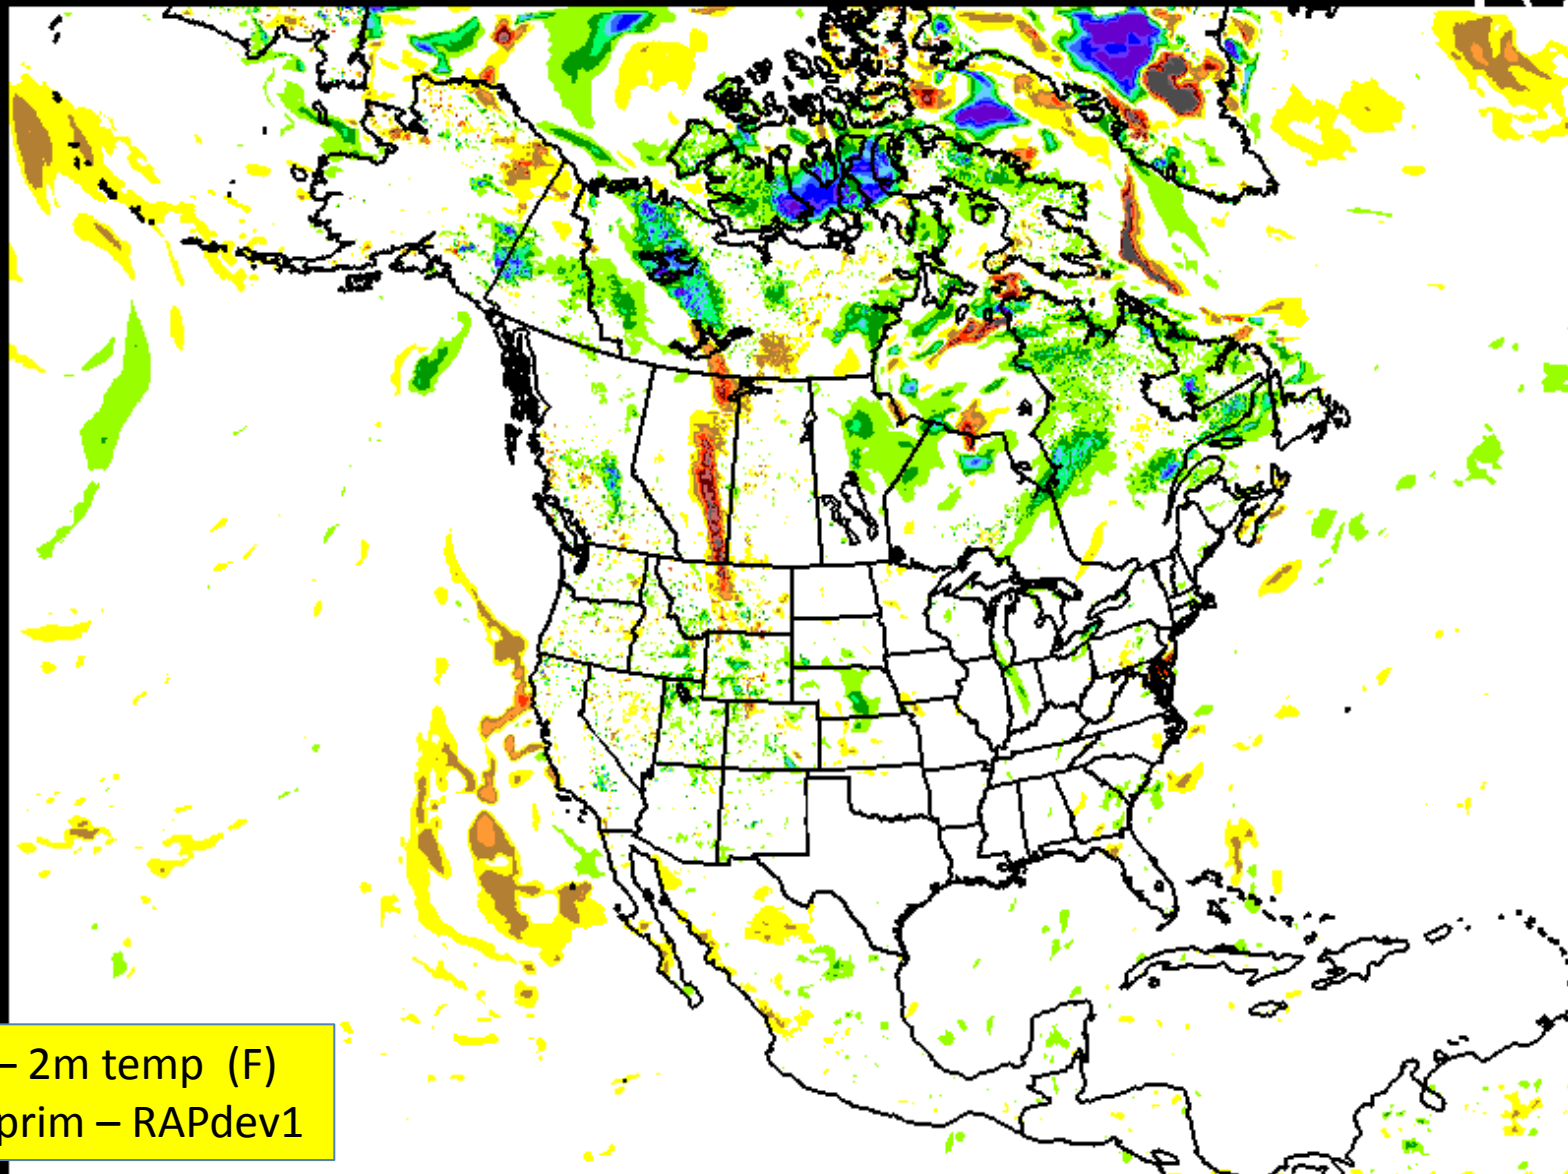 – 2m temp (F)
prim – RAPdev1